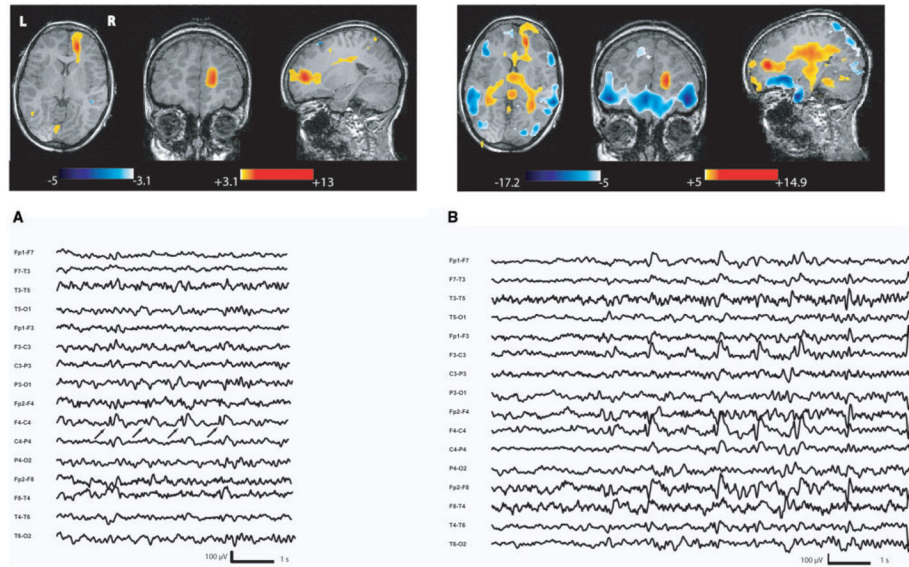 L R
-5 -3.1 +3.1 +13
-17.2 -5 +5 +14.9
A
Fp1-F7
F7-T3
T3-T5
T5-O1
Fp1-F3
F3-C3
C3-P3
P3-O1
Fp2-F4
F4-C4
C4-P4
P4-O2
Fp2-F8
F8-T4
T4-T6
T6-O2
100 µV 1 s
B
Fp1-F7
F7-T3
T3-T5
T5-O1
Fp1-F3
F3-C3
C3-P3
P3-O1
Fp2-F4
F4-C4
C4-P4
P4-O2
Fp2-F8
F8-T4
T4-T6
T6-O2
100 µV 1 s